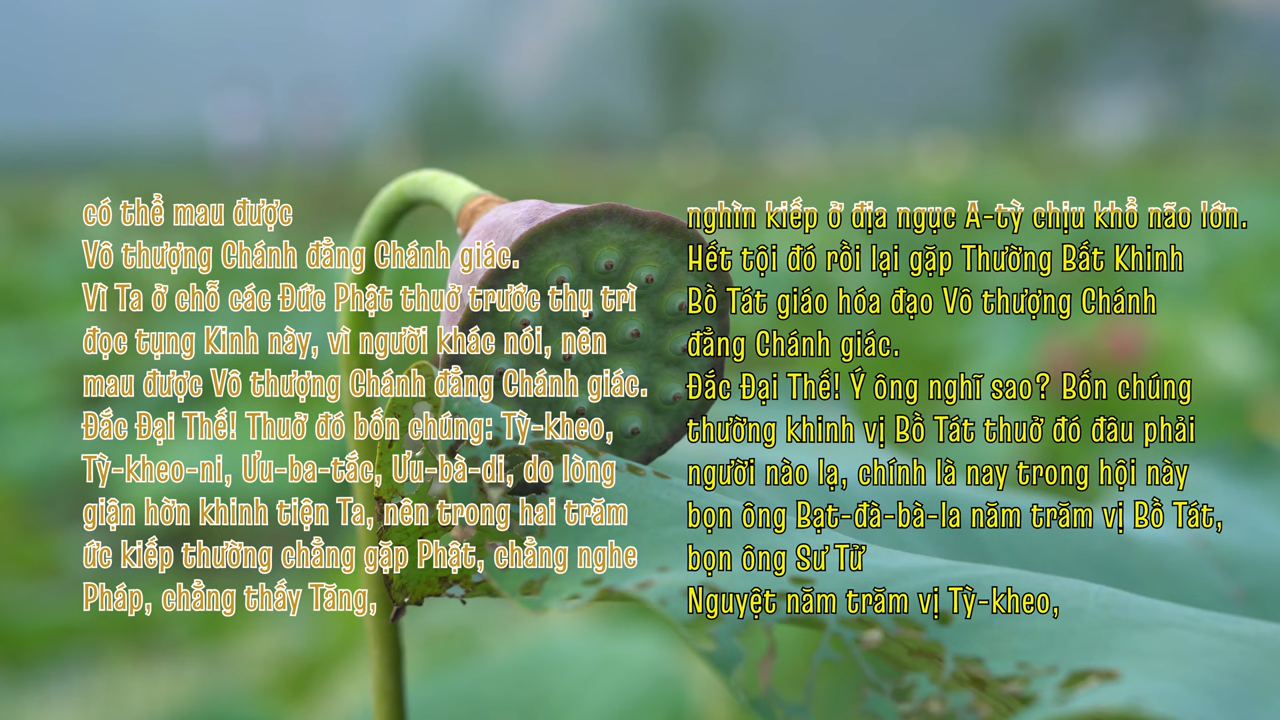 có thể mau được
Vô thượng Chánh đẳng Chánh giác.
Vì Ta ở chỗ các Đức Phật thuở trước thụ trì
đọc tụng Kinh này, vì người khác nói, nên
mau được Vô thượng Chánh đẳng Chánh giác.
Đắc Đại Thế! Thuở đó bốn chúng: Tỳ-kheo,
Tỳ-kheo-ni, Ưu-ba-tắc, Ưu-bà-di, do lòng
giận hờn khinh tiện Ta, nên trong hai trăm
ức kiếp thường chẳng gặp Phật, chẳng nghe
Pháp, chẳng thấy Tăng,
nghìn kiếp ở địa ngục A-tỳ chịu khổ não lớn.
Hết tội đó rồi lại gặp Thường Bất Khinh
Bồ Tát giáo hóa đạo Vô thượng Chánh
đẳng Chánh giác.
Đắc Đại Thế! Ý ông nghĩ sao? Bốn chúng
thường khinh vị Bồ Tát thuở đó đâu phải
người nào lạ, chính là nay trong hội này
bọn ông Bạt-đà-bà-la năm trăm vị Bồ Tát,
bọn ông Sư Tử
Nguyệt năm trăm vị Tỳ-kheo,